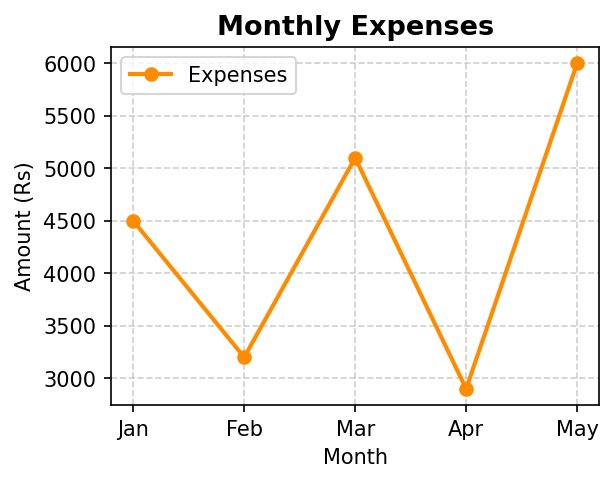 Monthly Expenses
Expenses
Amount (Rs)
6000
5500
5000
4500
4000
3500
3000
Jan Feb Mar Apr May
Month